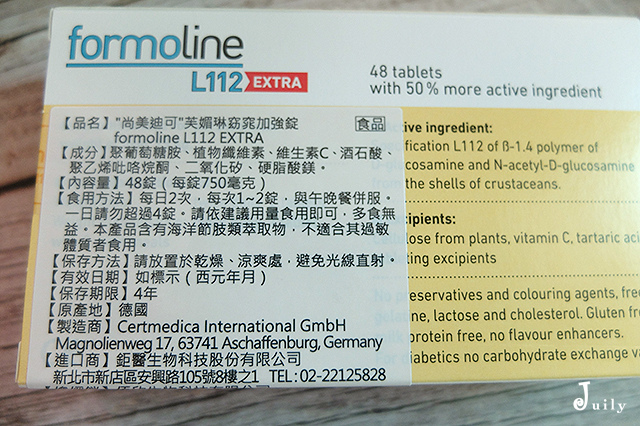 formoline
L112 EXTRA
48 tablets
with 50% more active ingredient
【品名】"尚美迪可"芙媚琳窈窕加強錠 食品
formoline L112 EXTRA
【成分】聚葡萄糖胺、植物纖維素、維生素C、酒石酸、
聚乙烯吡咯烷酮、二氧化矽、硬脂酸鎂。
【內容量】48錠（每錠750毫克）
【食用方法】每日2次，每次1~2錠，與午晚餐併服。
一日請勿超過4錠。請依建議用量食用即可，多食無
益。本產品含有海洋節肢類萃取物，不適合其過敏
體質者食用。
【保存方法】請放置於乾燥、涼爽處，避免光線直射。
【有效日期】如標示（西元年月）
【保存期限】4年
【原產地】德國
【製造商】Certmedica International GmbH
Magnolienweg 17, 63741 Aschaffenburg, Germany
【進口商】鉅醫生物科技股份有限公司
新北市新店區安興路105號8樓之1 TEL: 02-22125828
ive ingredient:
ification L112 of ß-1.4 polymer of
ucosamine and N-acetyl-D-glucosamine
from the shells of crustaceans.
cipients:
ulose from plants, vitamin C, tartaric ac
ting excipients
No preservatives and colouring agents, free
gelatine, lactose and cholesterol. Gluten fr
milk protein free, no flavour enhancers.
For diabetics no carbohydrate exchange va
Juily